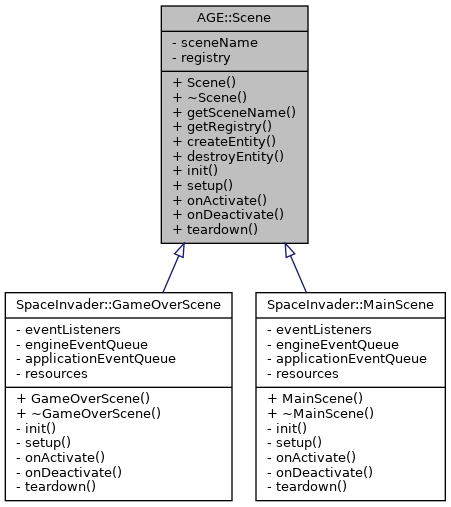 AGE::Scene
- sceneName
- registry
+ Scene()
+ ~Scene()
+ getSceneName()
+ getRegistry()
+ createEntity()
+ destroyEntity()
+ init()
+ setup()
+ onActivate()
+ onDeactivate()
+ teardown()
SpaceInvader::GameOverScene
- eventListeners
- engineEventQueue
- applicationEventQueue
- resources
+ GameOverScene()
+ ~GameOverScene()
- init()
- setup()
- onActivate()
- onDeactivate()
- teardown()
SpaceInvader::MainScene
- eventListeners
- engineEventQueue
- applicationEventQueue
- resources
+ MainScene()
+ ~MainScene()
- init()
- setup()
- onActivate()
- onDeactivate()
- teardown()